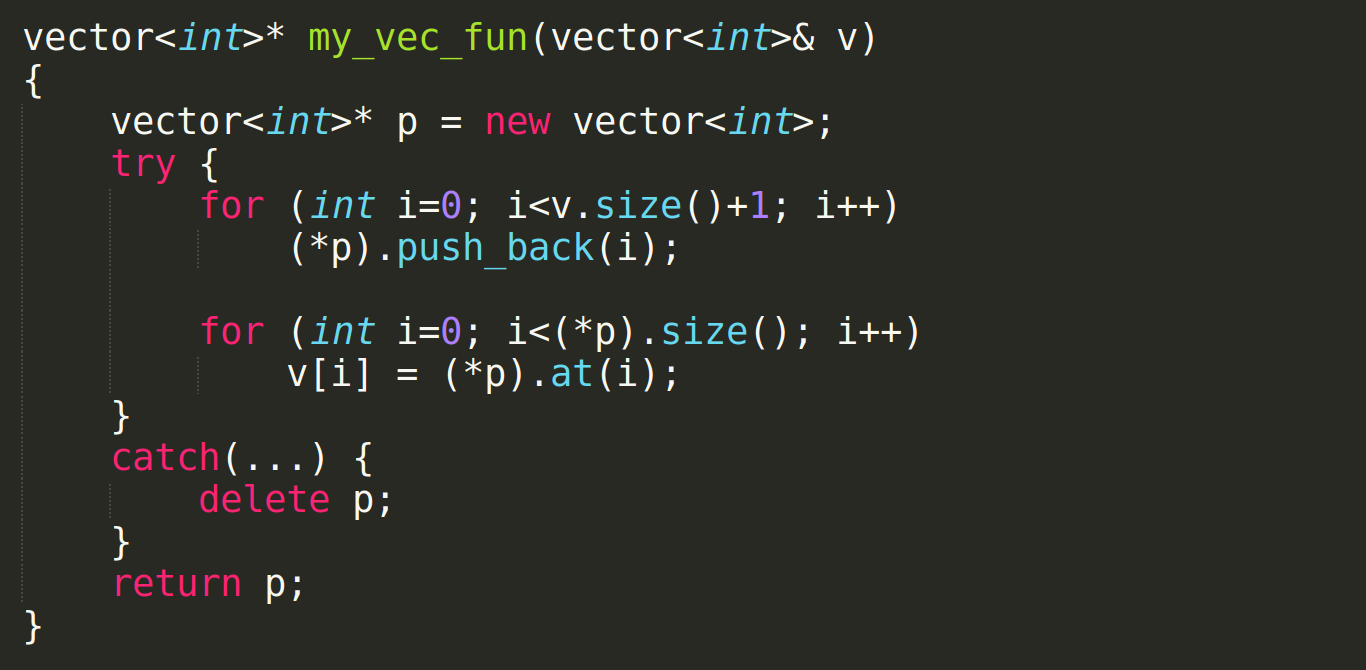 vector<int>* my_vec_fun(vector<int>& v)
{
    vector<int>* p = new vector<int>;
    try {
        for (int i=0; i<v.size()+1; i++)
            (*p).push_back(i);

        for (int i=0; i<(*p).size(); i++)
            v[i] = (*p).at(i);
    }
    catch(...) {
        delete p;
    }
    return p;
}